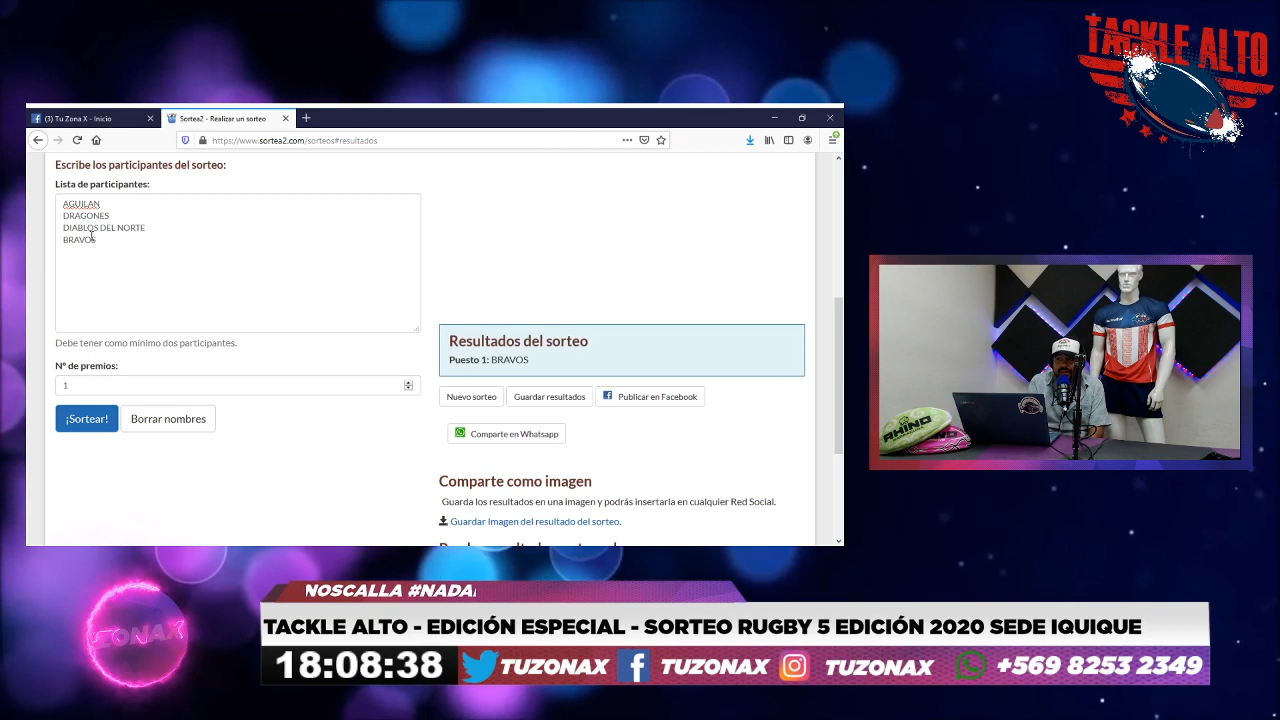 TACKLE ALTO
(3) Tu Zona X - Inicio
Sortea2 - Realizar un sorteo
https://www.sortea2.com/sorteos#resultados
Escribe los participantes del sorteo:
Lista de participantes:
AGUILAN
DRAGONES
DIABLOS DEL NORTE
BRAVOS
Debe tener como mínimo dos participantes.
Nº de premios:
1
¡Sortear!
Borrar nombres
Resultados del sorteo
Puesto 1: BRAVOS
Nuevo sorteo
Guardar resultados
Publicar en Facebook
Comparte en Whatsapp
Comparte como imagen
Guarda los resultados en una imagen y podrás insertarla en cualquier Red Social.
Guardar Imagen del resultado del sorteo.
RHINO
ZONAX
NOSCALLA #NADA
TACKLE ALTO - EDICIÓN ESPECIAL - SORTEO RUGBY 5 EDICIÓN 2020 SEDE IQUIQUE
18:08:38
TUZONAX
TUZONAX
TUZONAX
+569 8253 2349